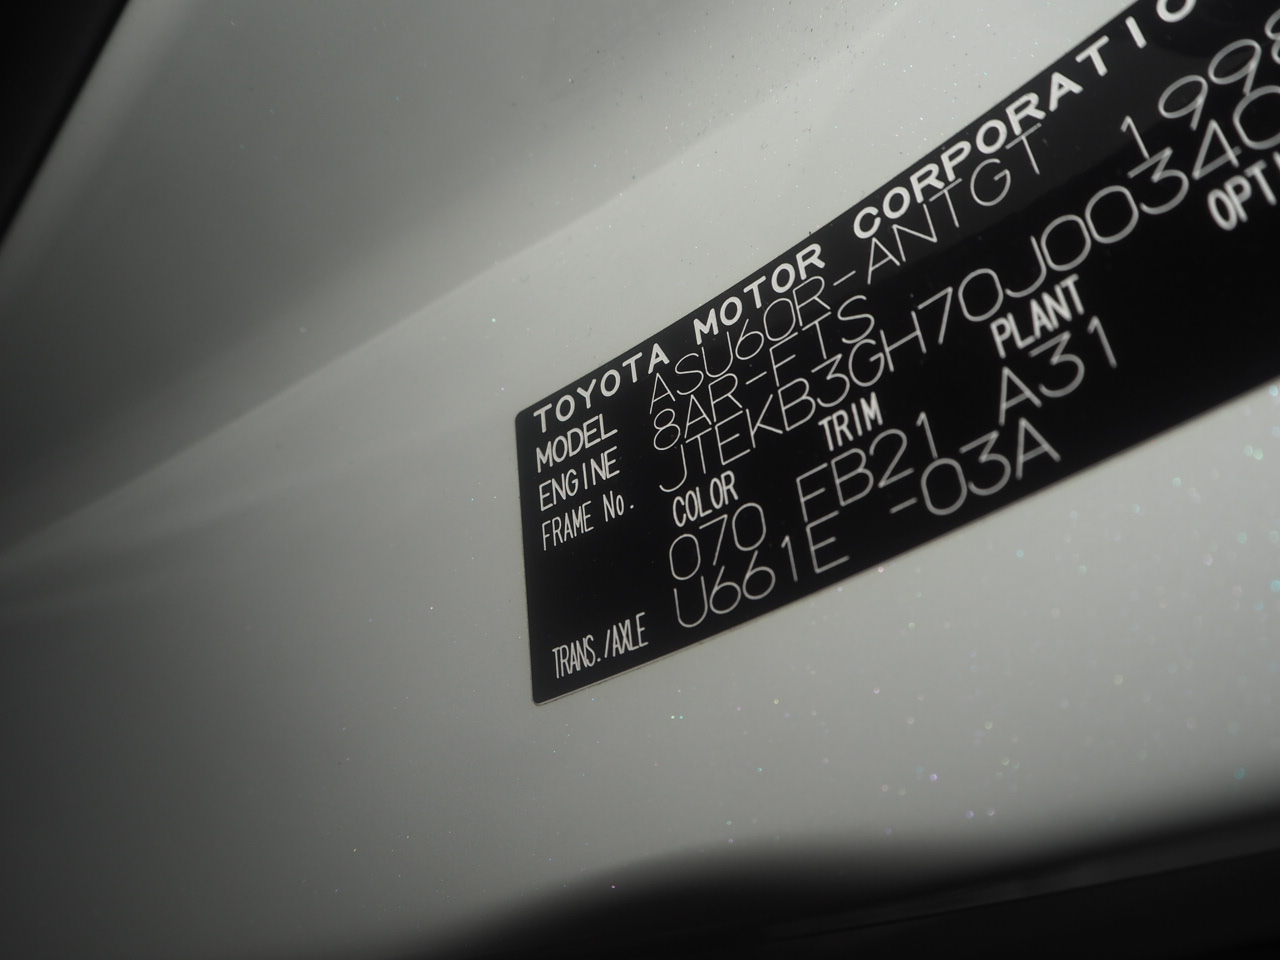 TOYOTA MOTOR CORPORATIO
MODEL ASU60R-ANTGT 1998
ENGINE 8AR-FTS
FRAME No. JTEKB3GH70J00340
COLOR TRIM PLANT OPTI
070 FB21 A31
TRANS./AXLE U661E -03A